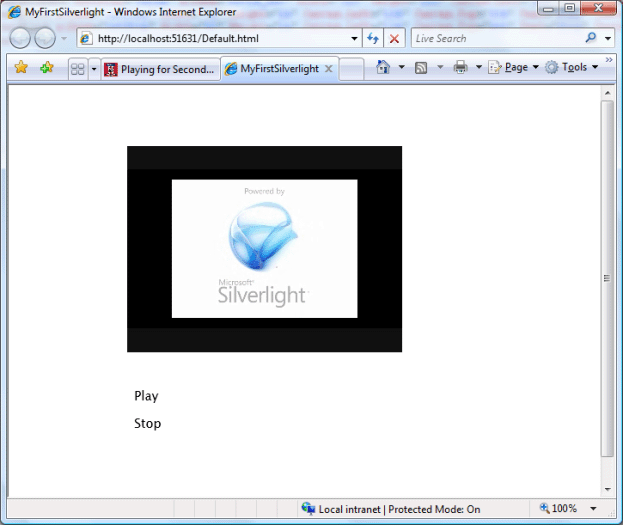 MyFirstSilverlight - Windows Internet Explorer
http://localhost:51631/Default.html
Live Search
Playing for Second...
MyFirstSilverlight
Page
Tools
Powered by
Microsoft
Silverlight
Play
Stop
Local intranet | Protected Mode: On
100%